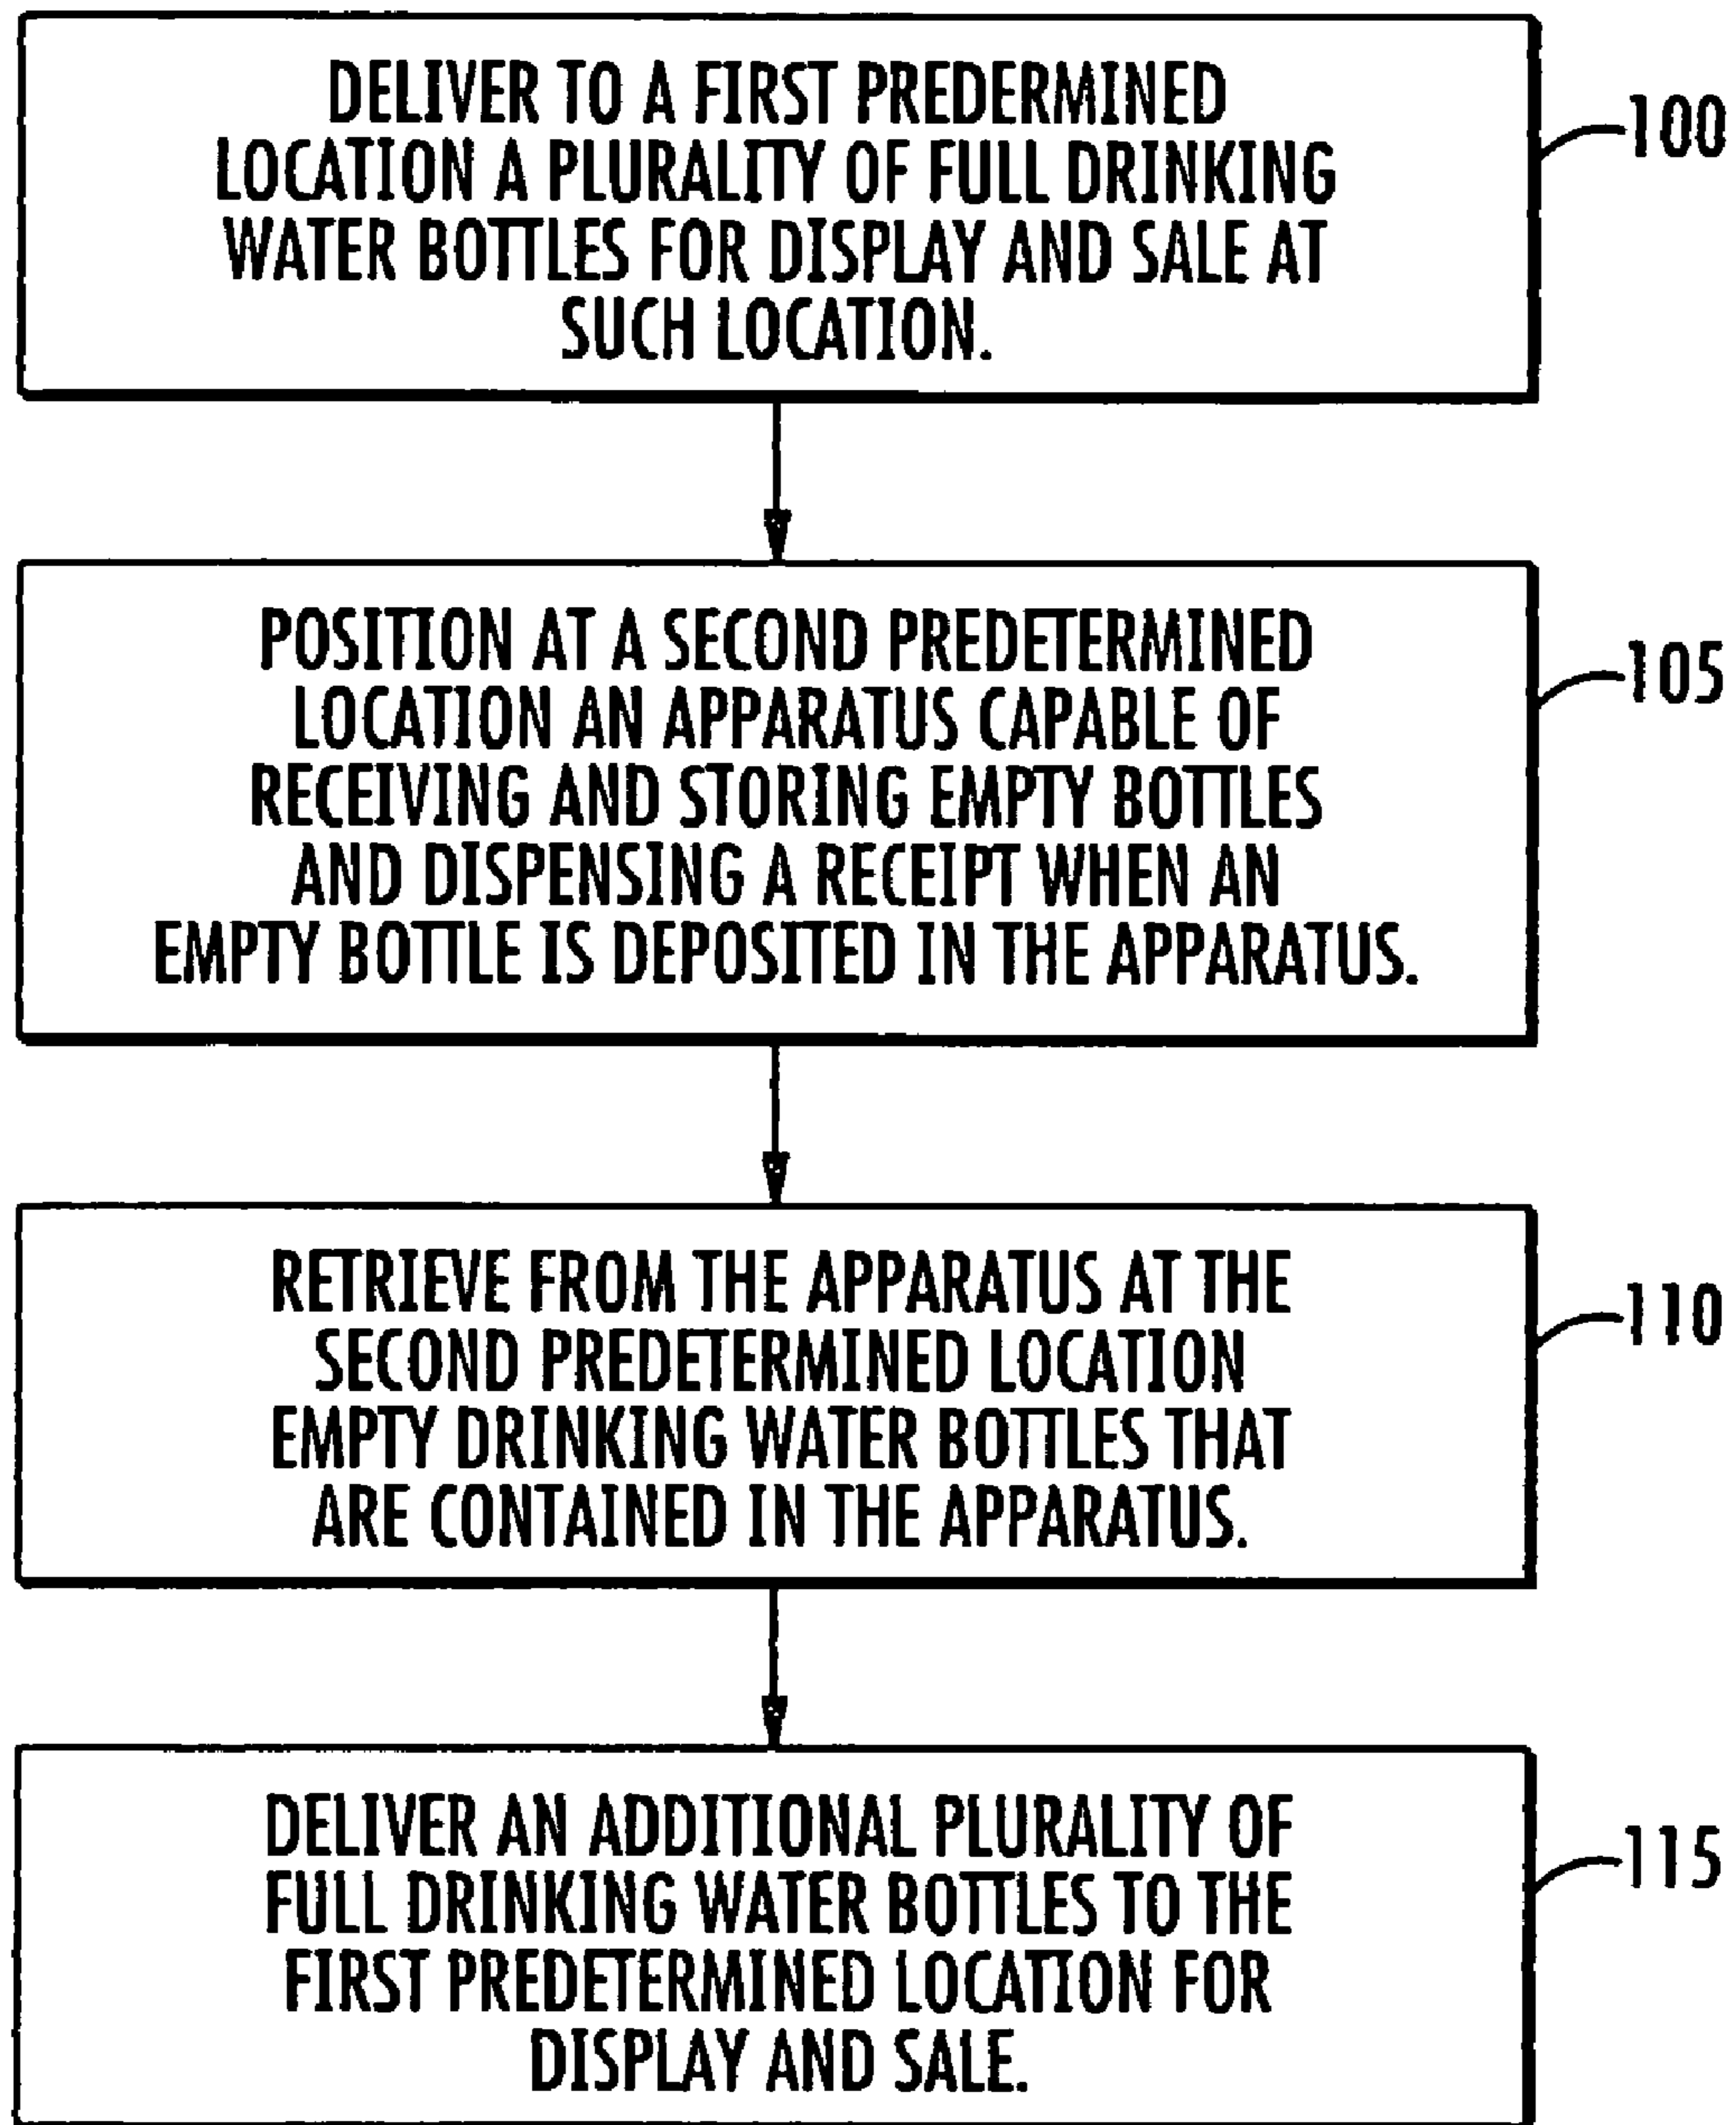 DELIVER TO A FIRST PREDERMINED
LOCATION A PLURALITY OF FULL DRINKING
WATER BOTTLES FOR DISPLAY AND SALE AT
SUCH LOCATION.
100
POSITION AT A SECOND PREDETERMINED
LOCATION AN APPARATUS CAPABLE OF
RECEIVING AND STORING EMPTY BOTTLES
AND DISPENSING A RECEIPT WHEN AN
EMPTY BOTTLE IS DEPOSITED IN THE APPARATUS.
105
RETRIEVE FROM THE APPARATUS AT THE
SECOND PREDETERMINED LOCATION
EMPTY DRINKING WATER BOTTLES THAT
ARE CONTAINED IN THE APPARATUS.
110
DELIVER AN ADDITIONAL PLURALITY OF
FULL DRINKING WATER BOTTLES TO THE
FIRST PREDETERMINED LOCATION FOR
DISPLAY AND SALE.
115